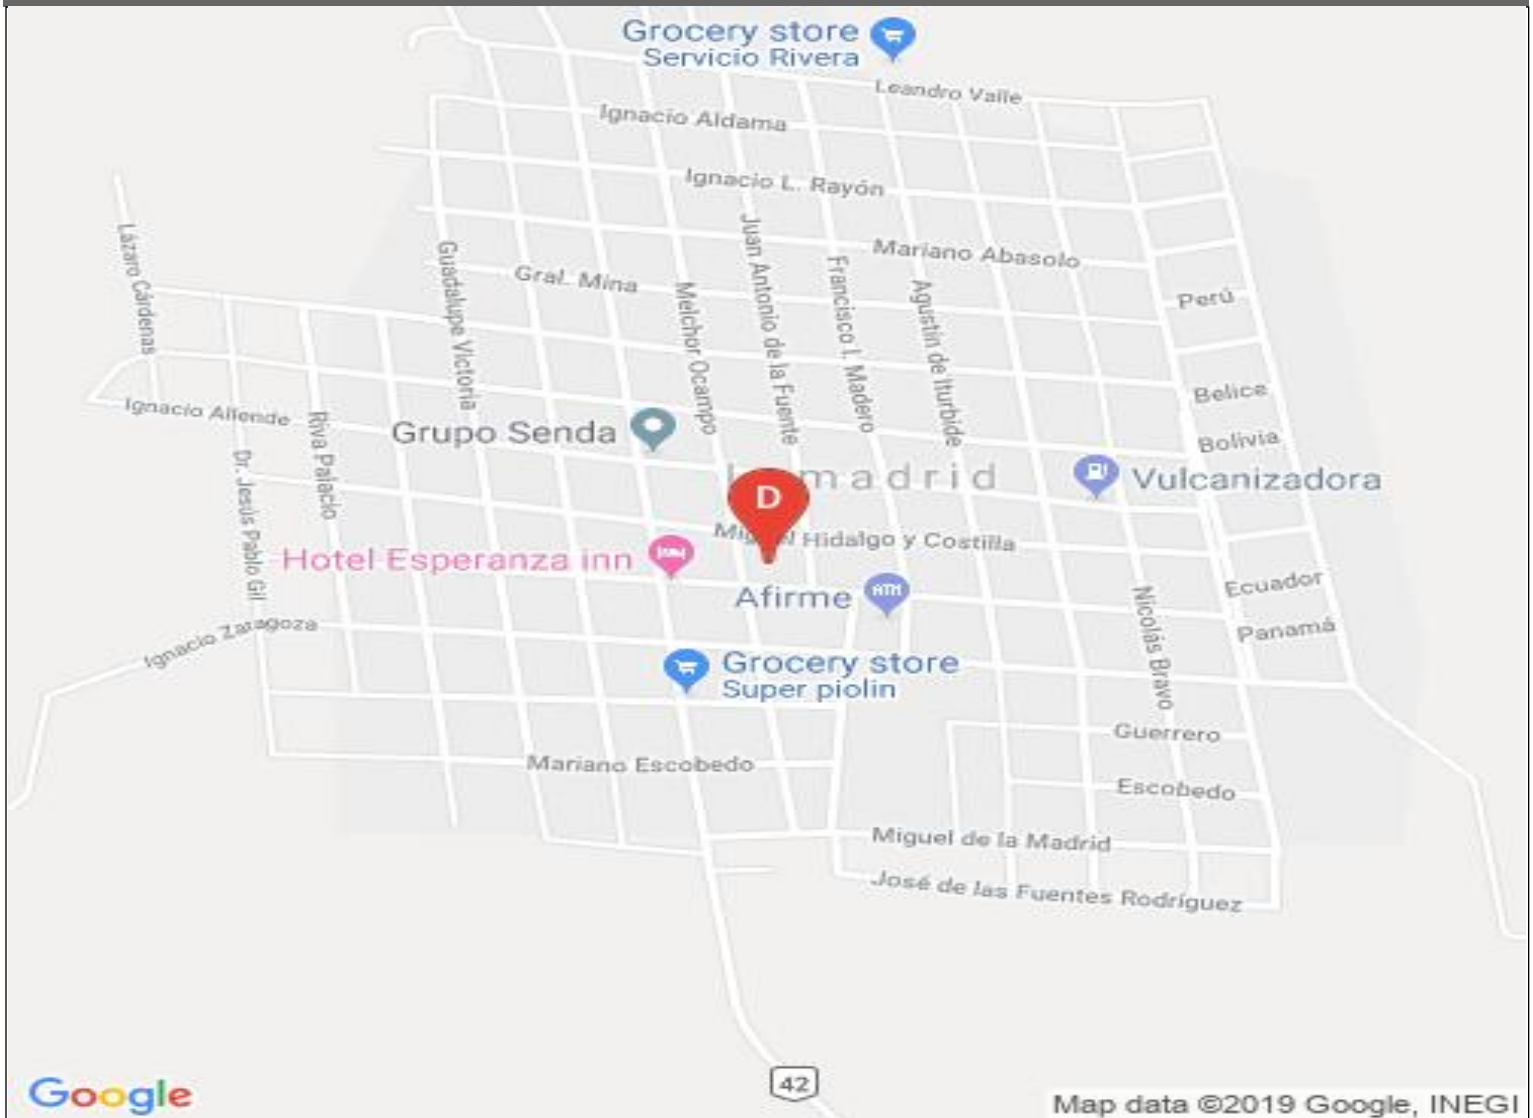 Grocery store
Servicio Rivera
Leandro Valle
Ignacio Aldama
Ignacio L. Rayón
Mariano Abasolo
Gral. Mina
Lázaro Cárdenas
Guadalupe Victoria
Melchor Ocampo
Juan Antonio de la Fuente
Francisco I. Madero
Agustín de Iturbide
Perú
Belice
Bolivia
Ignacio Allende
Riva Palacio
Grupo Senda
madrid
Vulcanizadora
D
Dr. Jesús Pablo Gil
Hidalgo y Costilla
Hotel Esperanza inn
Afirme
ATM
Ecuador
Panamá
Nicolás Bravo
Ignacio Zaragoza
Grocery store
Super piolin
Guerrero
Mariano Escobedo
Escobedo
Miguel de la Madrid
José de las Fuentes Rodríguez
42
Google
Map data ©2019 Google, INEGI